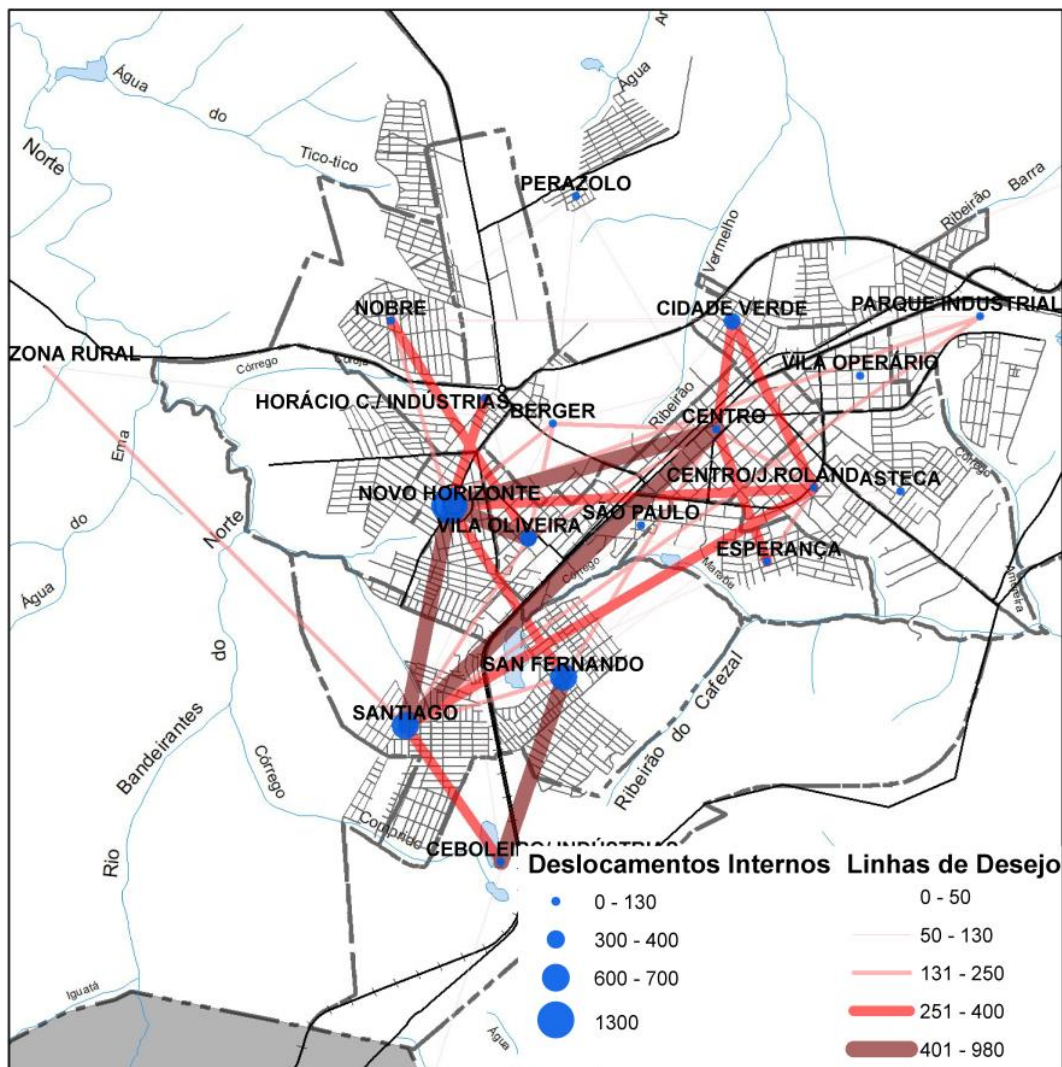 Água
do
Tico-tico
Norte
Água
PERAZOLO
Vermelho
Ribeirão
Barra
NOBRE
CIDADE VERDE
PARQUE INDUSTRIAL
ZONA RURAL
Córrego
VILA OPERÁRIO
HORÁCIO C./ INDÚSTRIAS
BERGER
Ribeirão
CENTRO
Ema
Córrego
NOVO HORIZONTE
CENTRO/J.ROLAND
ASTECA
VILA OLIVEIRA
SÃO PAULO
do
Norte
ESPERANÇA
Córrego
Água
do
SAN FERNANDO
Cafezal
SANTIAGO
do
Bandeirantes
Córrego
Ribeirão
Comprido
Rio
Deslocamentos Internos
0 - 130
300 - 400
600 - 700
1300
Linhas de Desejo
0 - 50
50 - 130
131 - 250
251 - 400
401 - 980
Iguatá
Água